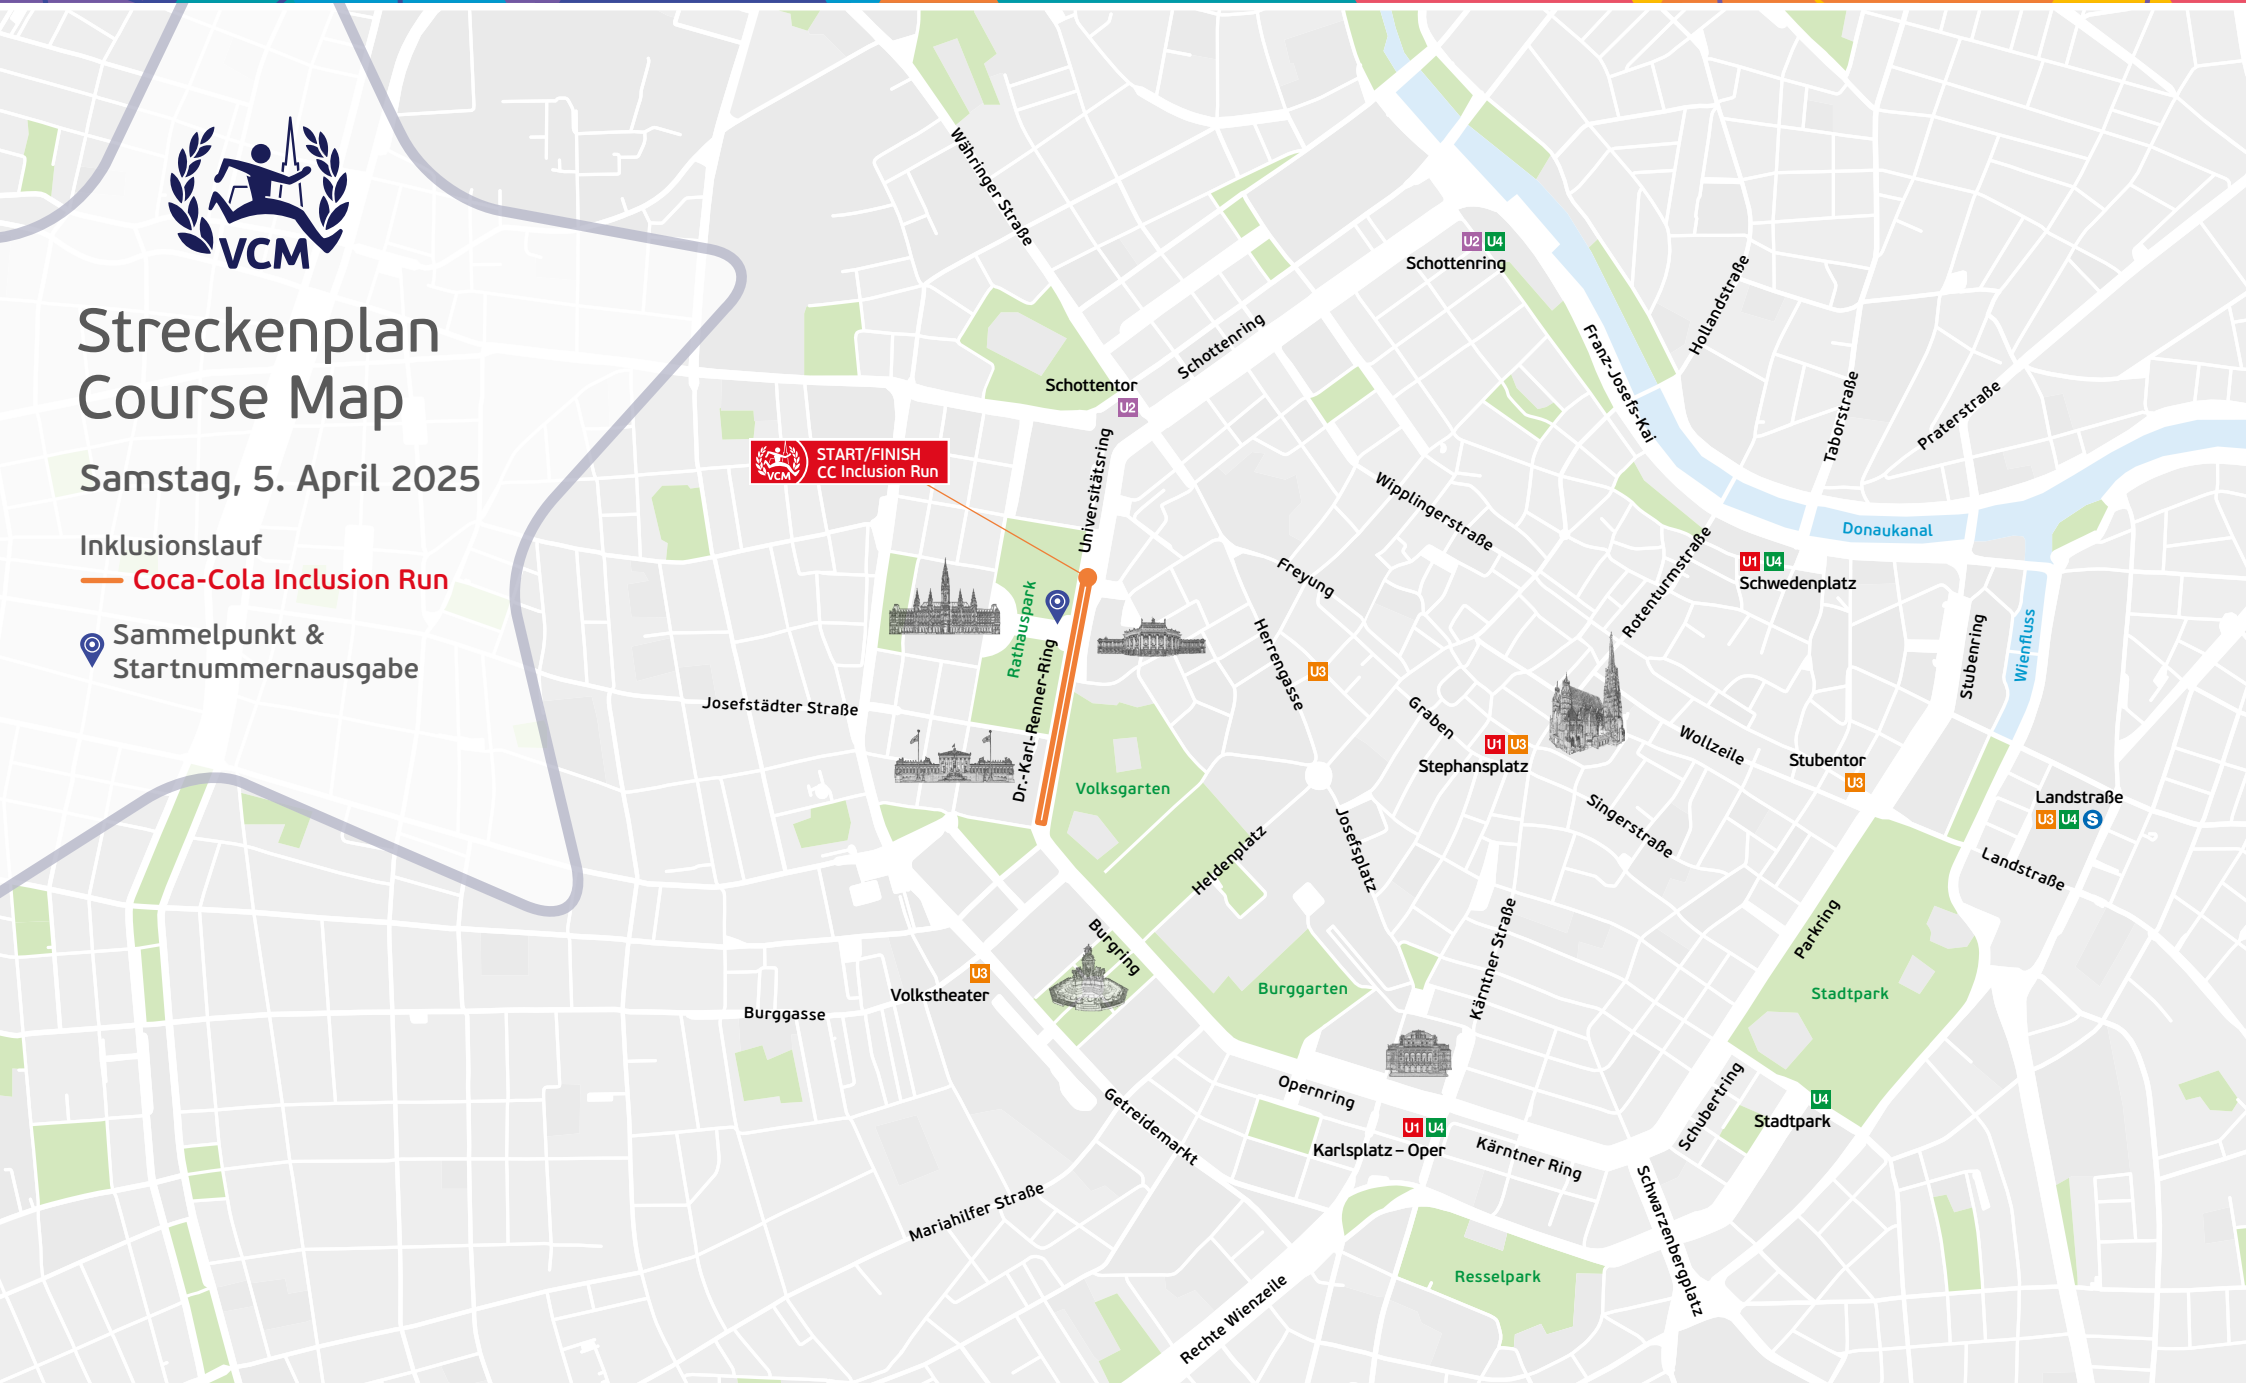 VCM
Streckenplan
Course Map
Samstag, 5. April 2025
Inklusionslauf
Coca-Cola Inclusion Run
Sammelpunkt &
Startnummernausgabe
Währinger Straße
U2 U4
Schottenring
Schottenring
Franz-Josefs-Kai
Hollandstraße
Taborstraße
Praterstraße
Schottentor
U2
VCM
START/FINISH
CC Inclusion Run
Universitätsring
Wipplingerstraße
Donaukanal
U1 U4
Schwedenplatz
Rotenturmstraße
Freyung
Rathauspark
Herrengasse
U3
Stubenring
Wienfluss
Josefstädter Straße
Dr.-Karl-Renner-Ring
Graben
U1 U3
Stephansplatz
Wollzeile
Stubentor
U3
Volksgarten
Landstraße
U3 U4 S
Singerstraße
Josefsplatz
Heldenplatz
Landstraße
Burgring
Kärntner Straße
Parkring
U3
Volkstheater
Burggarten
Stadtpark
Burggasse
Opernring
Getreidemarkt
U1 U4
Karlsplatz – Oper
Kärntner Ring
Schubertring
U4
Stadtpark
Mariahilfer Straße
Schwarzenbergplatz
Resselpark
Rechte Wienzeile